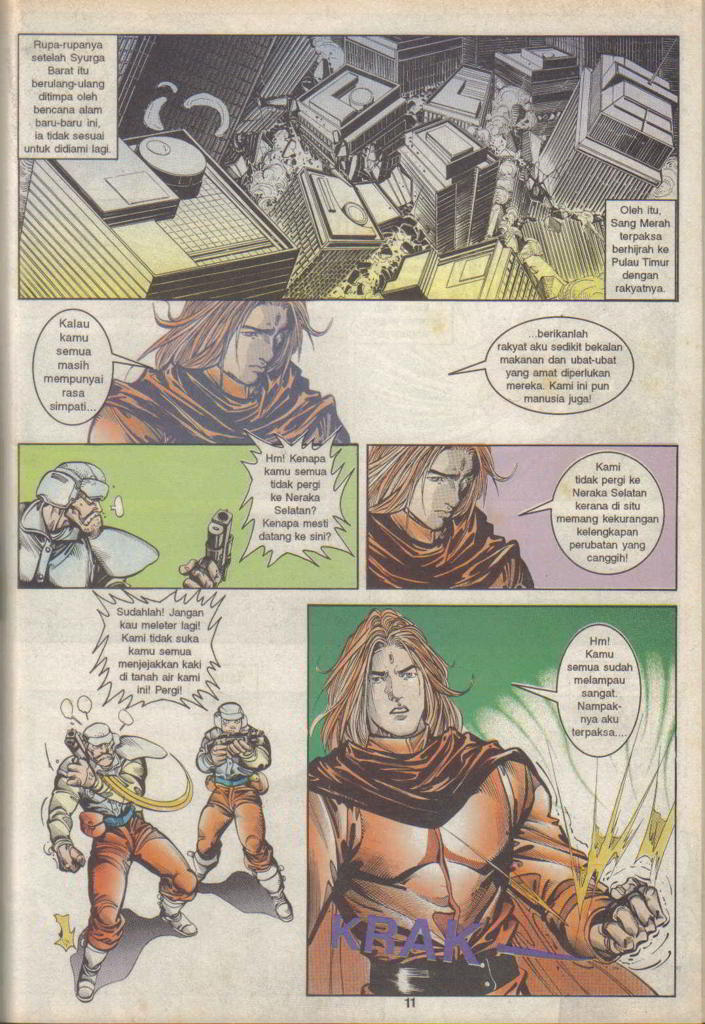 Rupa-rupanya
setelah Syurga
Barat itu
berulang-ulang
ditimpa oleh
bencana alam
baru-baru ini,
ia tidak sesuai
untuk didiami lagi.
Oleh itu,
Sang Merah
terpaksa
berhijrah ke
Pulau Timur
dengan
rakyatnya.
Kalau
kamu
semua
masih
mempunyai
rasa
simpati...
...berikanlah
rakyat aku sedikit bekalan
makanan dan ubat-ubat
yang amat diperlukan
mereka. Kami ini pun
manusia juga!
Hm! Kenapa
kamu semua
tidak pergi
ke Neraka
Selatan?
Kenapa mesti
datang ke sini?
Kami
tidak pergi ke
Neraka Selatan
kerana di situ
memang kekurangan
kelengkapan
perubatan yang
canggih!
Sudahlah! Jangan
kau meleter lagi!
Kami tidak suka
kamu semua
menjejakkan kaki
di tanah air kami
ini! Pergi!
Hm!
Kamu
semua sudah
melampau
sangat.
Nampak-
nya aku
terpaksa....
KRAK
11